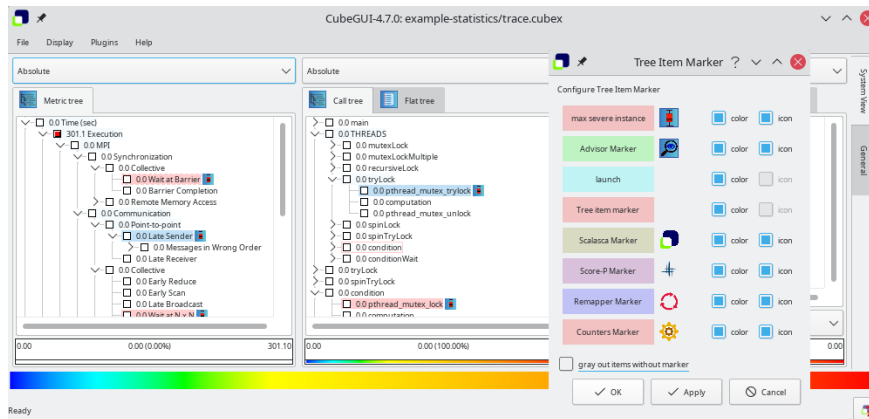 CubeGUI-4.7.0: example-statistics/trace.cubex
File Display Plugins Help
Absolute
Metric tree
0.0 Time (sec)
301.1 Execution
0.0 MPI
0.0 Synchronization
0.0 Collective
0.0 Wait at Barrier
0.0 Barrier Completion
0.0 Remote Memory Access
0.0 Communication
0.0 Point-to-point
0.0 Late Sender
0.0 Messages in Wrong Order
0.0 Late Receiver
0.0 Collective
0.0 Early Reduce
0.0 Early Scan
0.0 Late Broadcast
0.0 Wait at N x N
0.00 0.00 (0.00%) 301.10
Absolute
Call tree Flat tree
0.0 main
0.0 THREADS
0.0 mutexLock
0.0 mutexLockMultiple
0.0 recursiveLock
0.0 tryLock
0.0 pthread_mutex_trylock
0.0 computation
0.0 pthread_mutex_unlock
0.0 spinLock
0.0 spinTryLock
0.0 condition
0.0 conditionWait
0.0 tryLock
0.0 spinTryLock
0.0 condition
0.0 pthread_mutex_lock
0.0 computation
0.00 0.00 (100.00%)
0.00
System View
General
Tree Item Marker ?
Configure Tree Item Marker
max severe instance color icon
Advisor Marker color icon
launch color icon
Tree item marker color icon
Scalasca Marker color icon
Score-P Marker color icon
Remapper Marker color icon
Counters Marker color icon
gray out items without marker
OK Apply Cancel
Ready